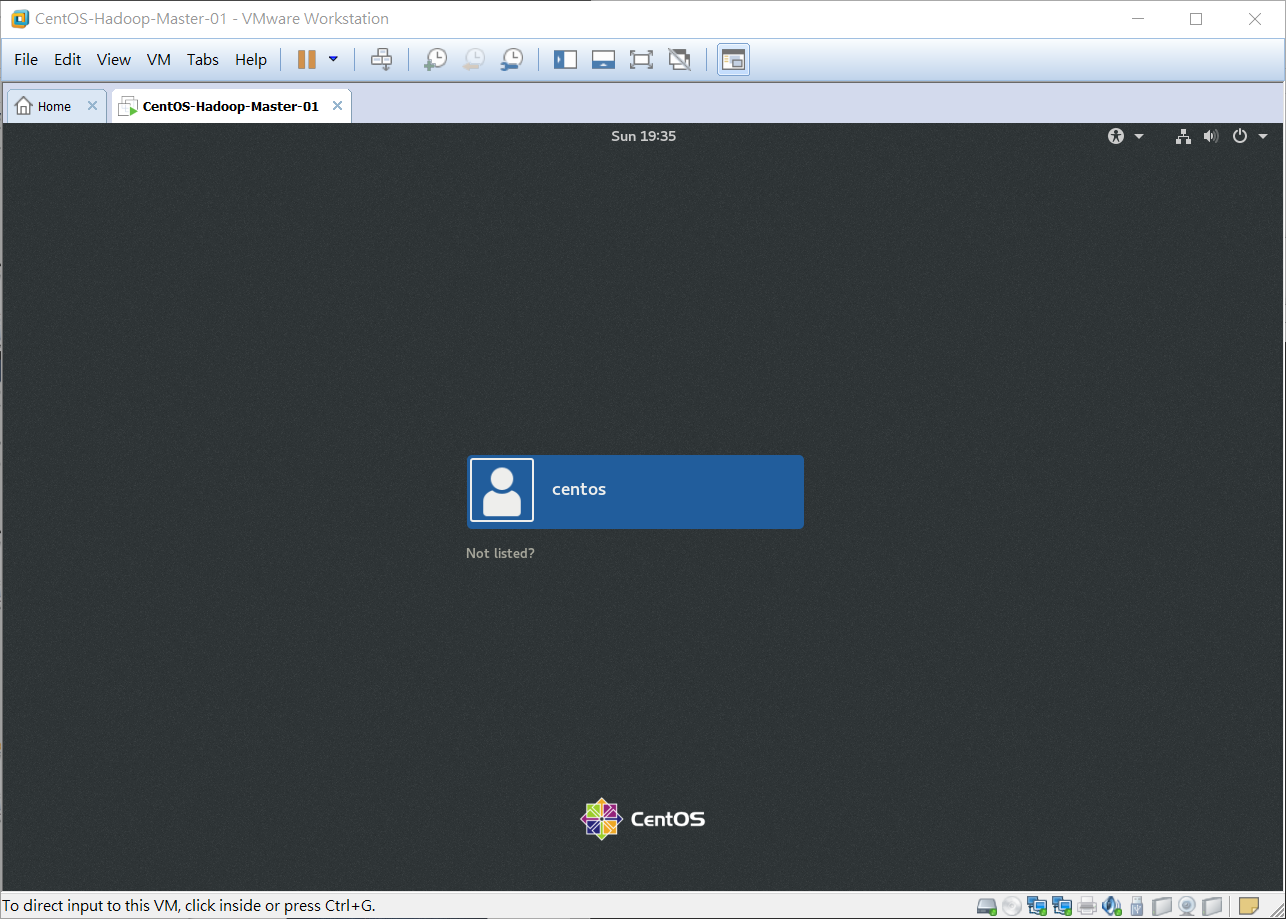 CentOS-Hadoop-Master-01 - VMware Workstation
File Edit View VM Tabs Help
Home CentOS-Hadoop-Master-01
Sun 19:35
centos
Not listed?
CentOS
To direct input to this VM, click inside or press Ctrl+G.